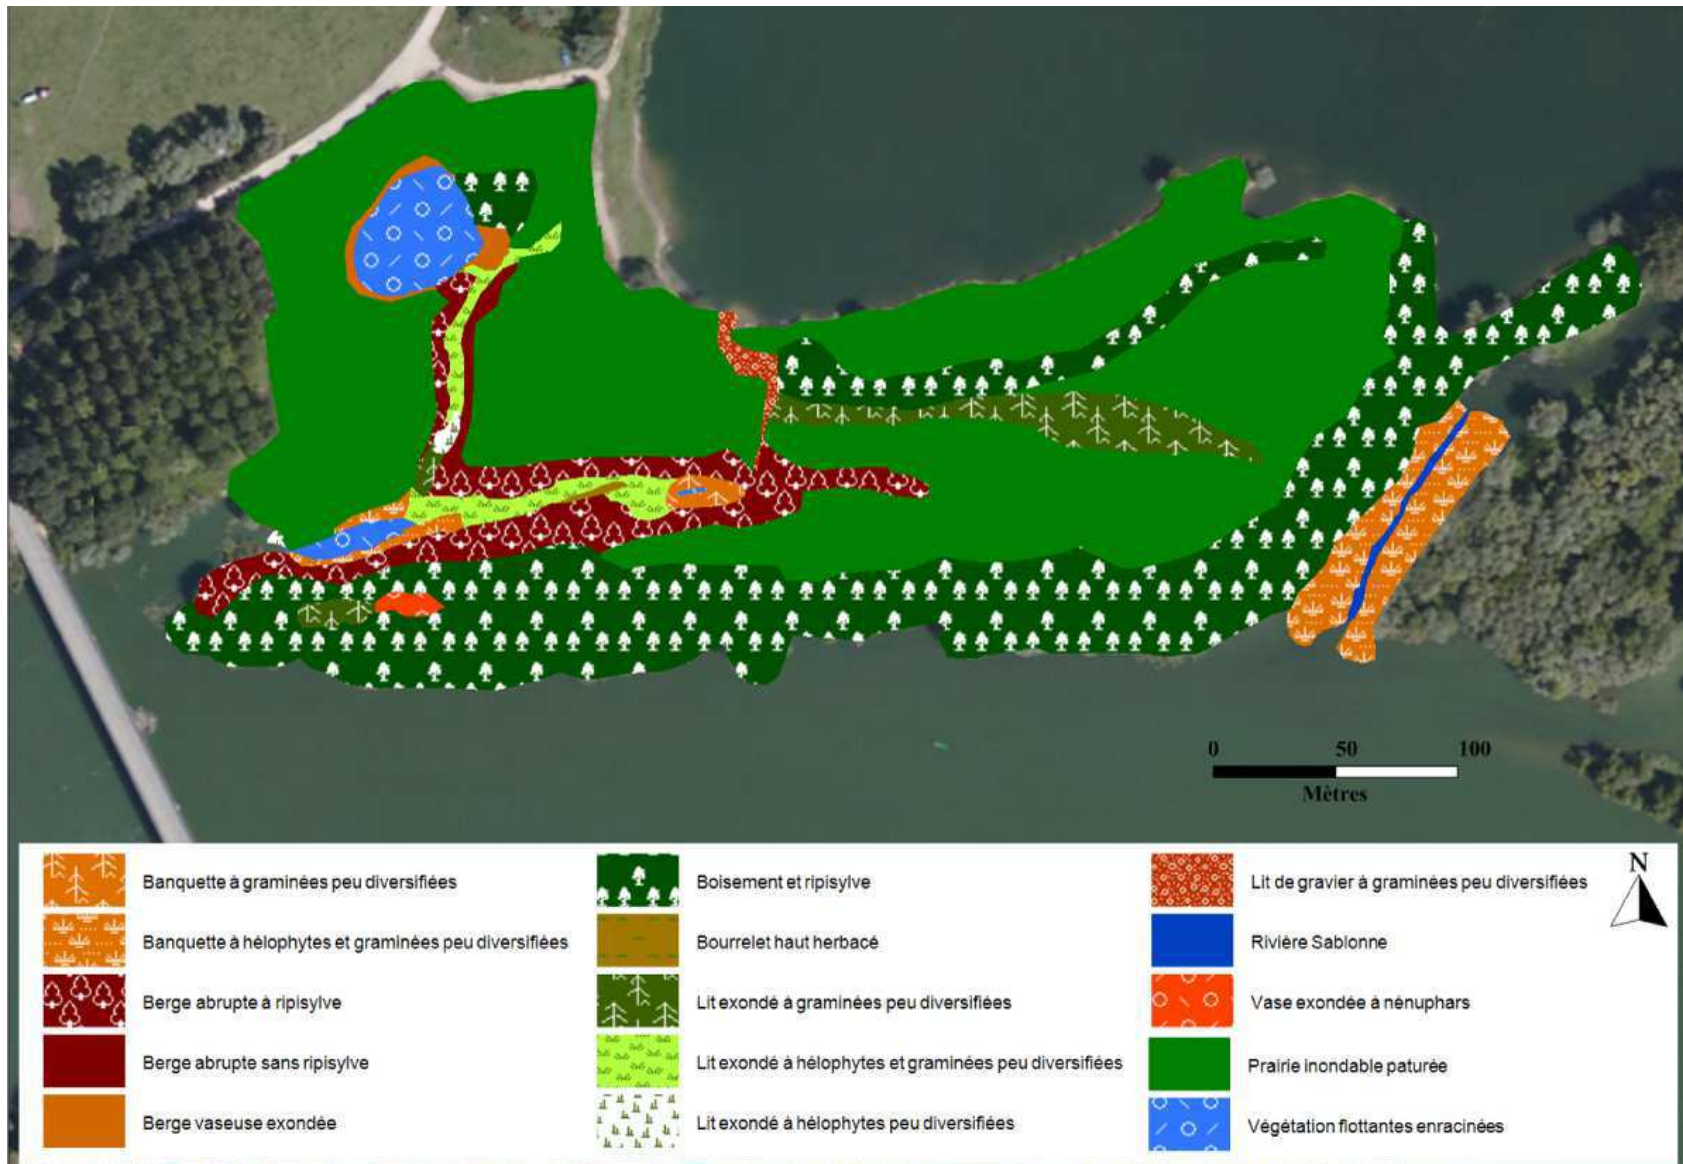 0 50 100
Mètres
N
Banquette à graminées peu diversifiées
Banquette à hélophytes et graminées peu diversifiées
Berge abrupte à ripisylve
Berge abrupte sans ripisylve
Berge vaseuse exondée
Boisement et ripisylve
Bourrelet haut herbacé
Lit exondé à graminées peu diversifiées
Lit exondé à hélophytes et graminées peu diversifiées
Lit exondé à hélophytes peu diversifiées
Lit de gravier à graminées peu diversifiées
Rivière Sablonne
Vase exondée à nénuphars
Prairie inondable paturée
Végétation flottantes enracinées